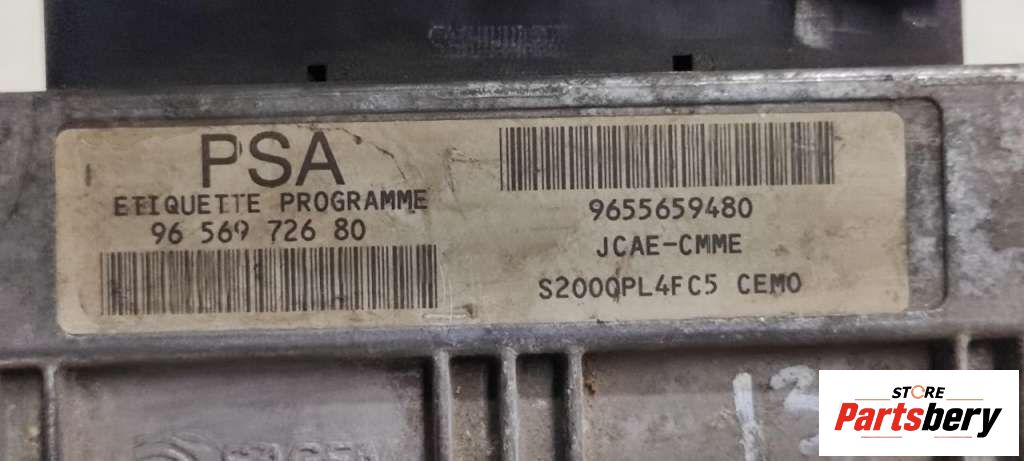 PSA
ETIQUETTE PROGRAMME
96 569 726 80
9655659480
JCAE-CMME
S2000PL4FC5 CEMO
STORE
Partsbery